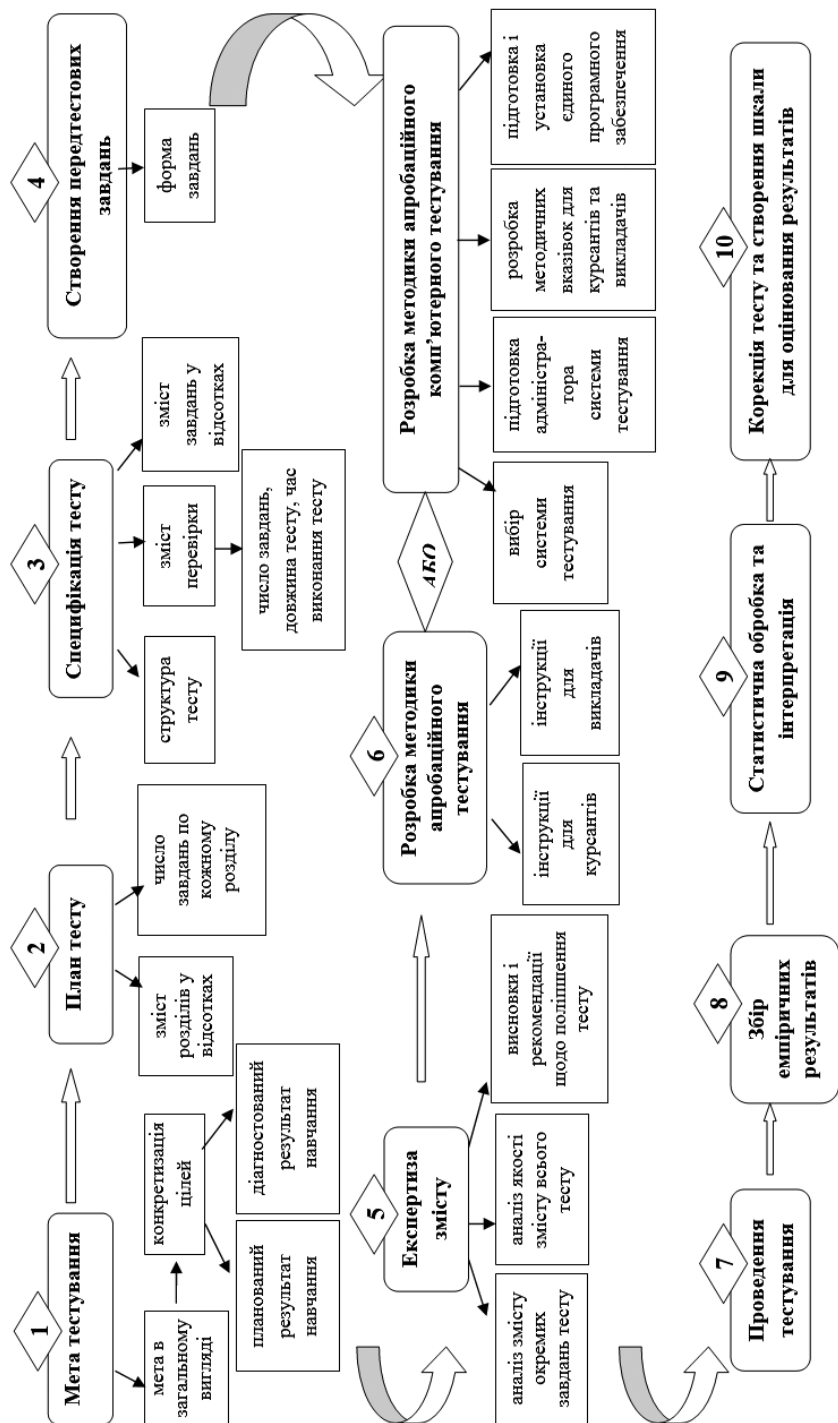 1
Мета тестування
мета в
загальному
вигляді
конкретизація
цілей
планований
результат
навчання
діагностований
результат
навчання
2
План тесту
зміст
розділів у
відсотках
число
завдань по
кожному
розділу
3
Специфікація тесту
структура
тесту
зміст
перевірки
зміст
завдань у
відсотках
число завдань,
довжина тесту, час
виконання тесту
4
Створення передтестових
завдань
форма
завдань
5
Експертиза
змісту
аналіз змісту
окремих
завдань тесту
аналіз якості
змісту всього
тесту
висновки і
рекомендації
щодо поліпшення
тесту
6
Розробка методики
апробаційного
тестування
інструкції
для
курсантів
інструкції
для
викладачів
АБО
Розробка методики апробаційного
комп’ютерного тестування
вибір
системи
тестування
підготовка
адміністра-
тора
системи
тестування
розробка
методичних
вказівок для
курсантів та
викладачів
підготовка і
установка
єдиного
програмного
забезпечення
7
Проведення
тестування
8
Збір
емпіричних
результатів
9
Статистична обробка та
інтерпретація
10
Корекція тесту та створення шкали
для оцінювання результатів